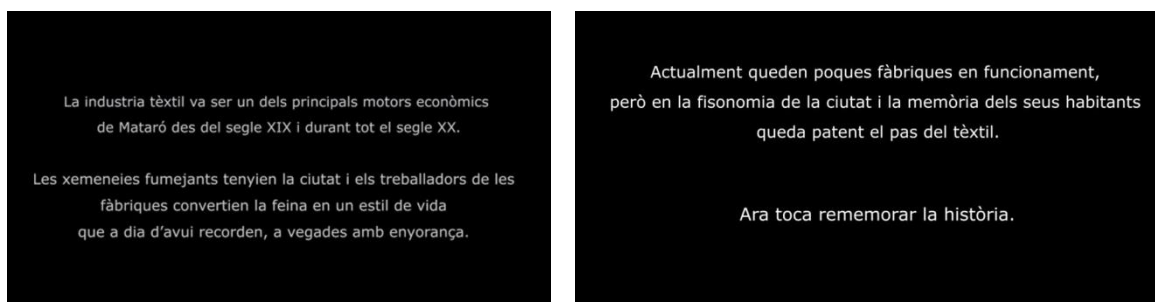 La industria tèxtil va ser un dels principals motors econòmics
de Mataró des del segle XIX i durant tot el segle XX.
Les xemeneies fumejants tenyien la ciutat i els treballadors de les
fàbriques convertien la feina en un estil de vida
que a dia d’avui recorden, a vegades amb enyorança.
Actualment queden poques fàbriques en funcionament,
però en la fisonomia de la ciutat i la memòria dels seus habitants
queda patent el pas del tèxtil.
Ara toca rememorar la història.